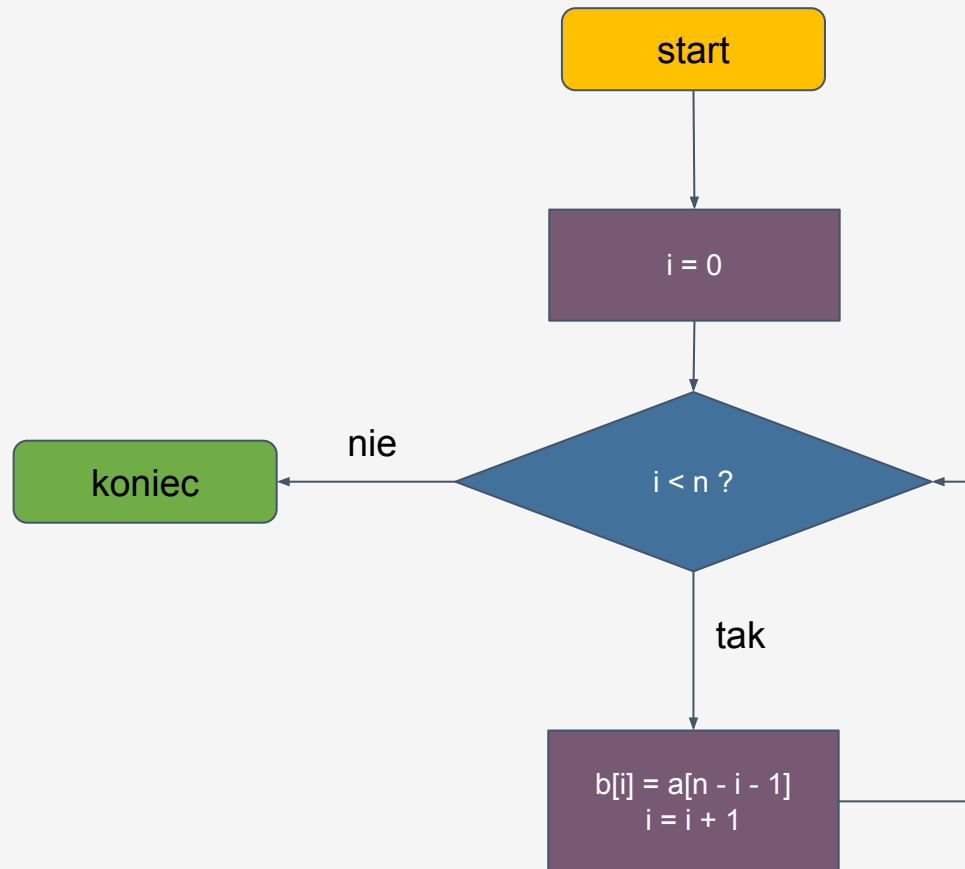 start
i = 0
i < n ?
nie
koniec
tak
b[i] = a[n - i - 1]
i = i + 1